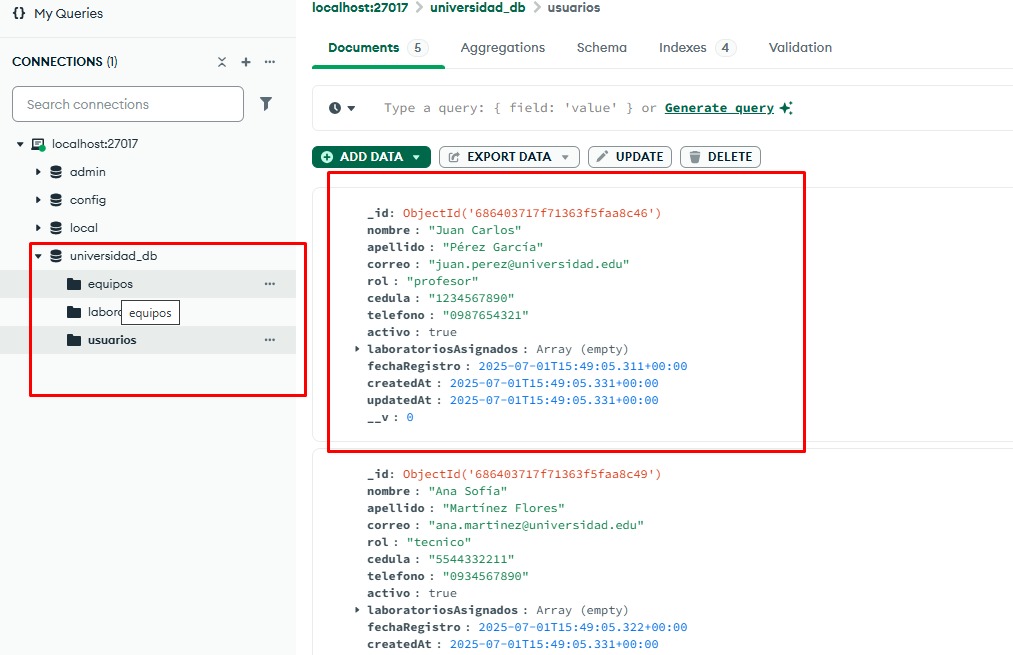 My Queries
CONNECTIONS (1)
Search connections
localhost:27017
admin
config
local
universidad_db
equipos
equipos
usuarios
localhost:27017 > universidad_db > usuarios
Documents 5 Aggregations Schema Indexes 4 Validation
Type a query: { field: 'value' } or Generate query
ADD DATA EXPORT DATA UPDATE DELETE
_id: ObjectId('686403717f71363f5faa8c46')
nombre : "Juan Carlos"
apellido : "Pérez García"
correo : "juan.perez@universidad.edu"
rol : "profesor"
cedula : "1234567890"
telefono : "0987654321"
activo : true
laboratoriosAsignados : Array (empty)
fechaRegistro : 2025-07-01T15:49:05.311+00:00
createdAt : 2025-07-01T15:49:05.331+00:00
updatedAt : 2025-07-01T15:49:05.331+00:00
__v : 0
_id: ObjectId('686403717f71363f5faa8c49')
nombre : "Ana Sofía"
apellido : "Martínez Flores"
correo : "ana.martinez@universidad.edu"
rol : "tecnico"
cedula : "5544332211"
telefono : "0934567890"
activo : true
laboratoriosAsignados : Array (empty)
fechaRegistro : 2025-07-01T15:49:05.322+00:00
createdAt : 2025-07-01T15:49:05.331+00:00